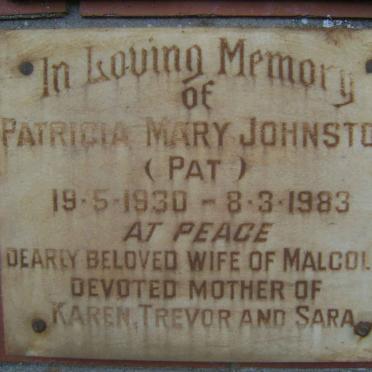 In Loving Memory
of
PATRICIA MARY JOHNSTO
( PAT )
19·5·1930 - 8·3·1983
AT PEACE
DEARLY BELOVED WIFE OF MALCOL
DEVOTED MOTHER OF
KAREN, TREVOR AND SARA